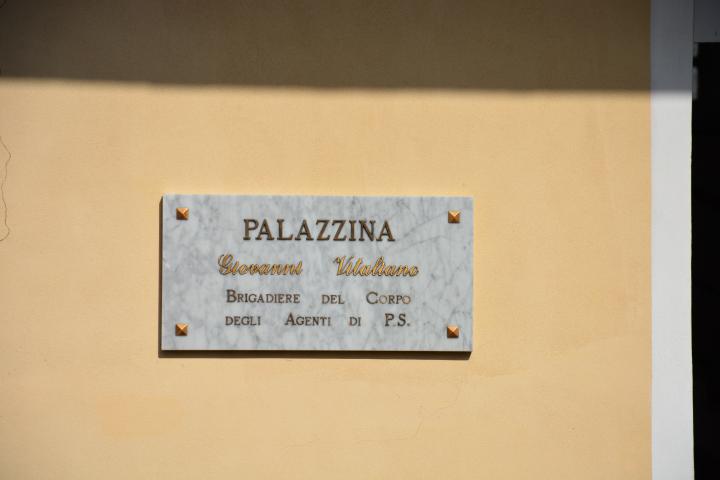 PALAZZINA
Giovanni Vitaliano
BRIGADIERE DEL CORPO
DEGLI AGENTI DI P.S.